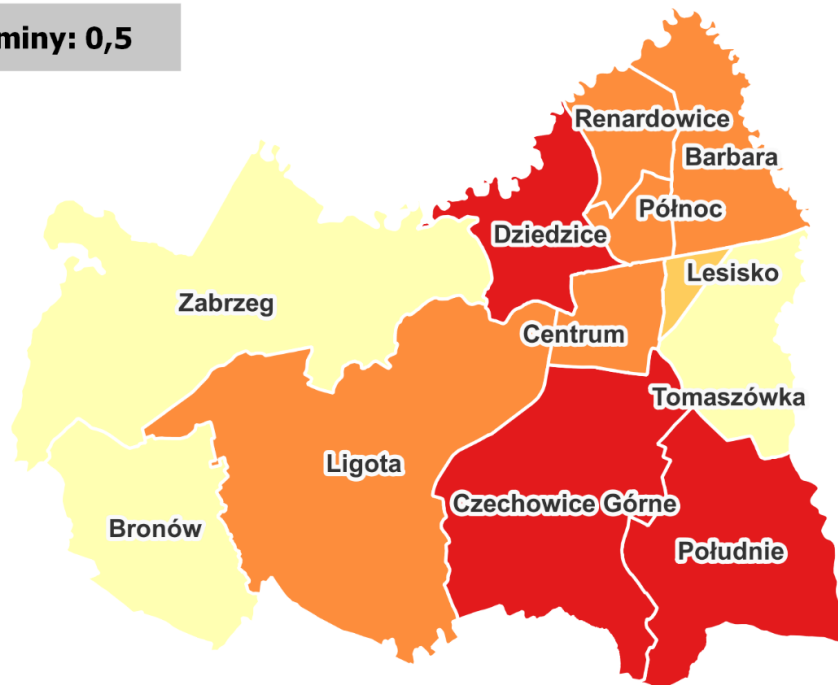 miny: 0,5
Renardowice
Barbara
Północ
Dziedzice
Lesisko
Zabrzeg
Centrum
Tomaszówka
Ligota
Czechowice Górne
Bronów
Południe